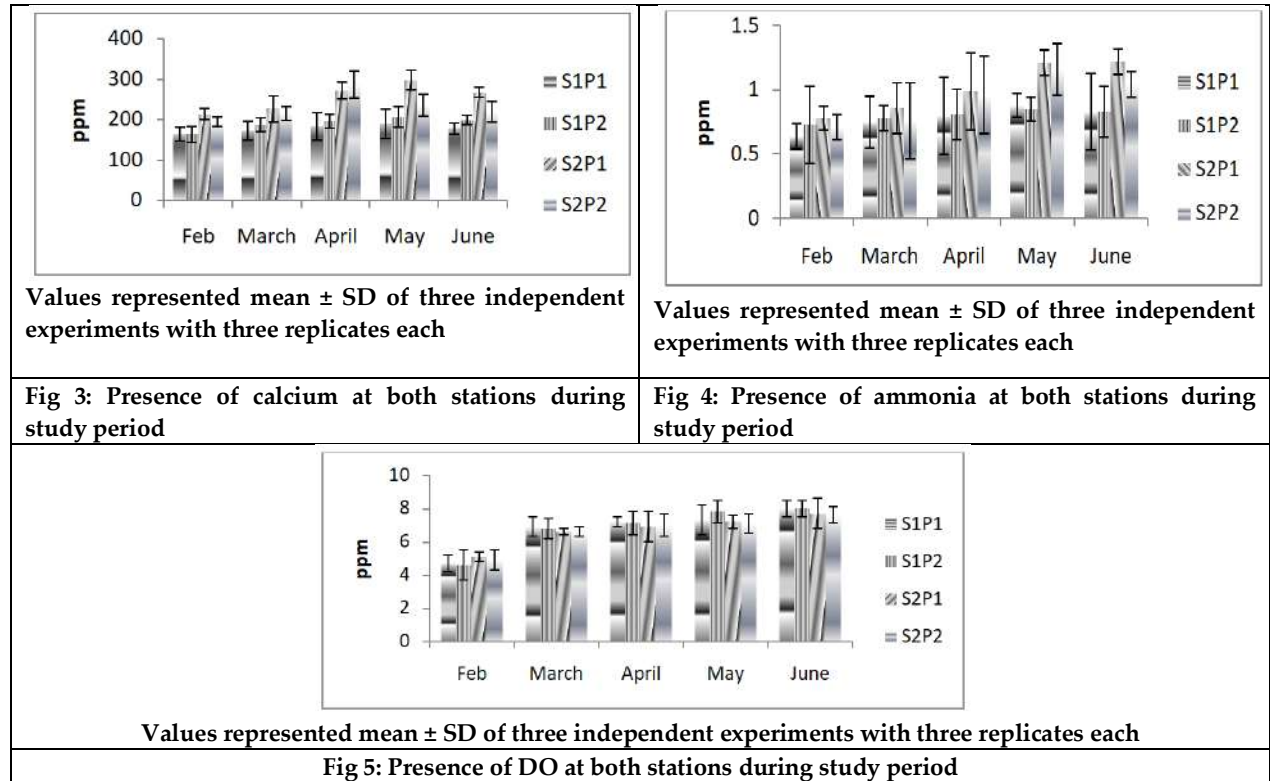 400
300
200
100
0
ppm
Feb March April May June
S1P1
S1P2
S2P1
S2P2
Values represented mean ± SD of three independent
experiments with three replicates each
Fig 3: Presence of calcium at both stations during
study period
1.5
1
0.5
0
ppm
Feb March April May June
S1P1
S1P2
S2P1
S2P2
Values represented mean ± SD of three independent
experiments with three replicates each
Fig 4: Presence of ammonia at both stations during
study period
10
8
6
4
2
0
ppm
Feb March April May June
S1P1
S1P2
S2P1
S2P2
Values represented mean ± SD of three independent experiments with three replicates each
Fig 5: Presence of DO at both stations during study period